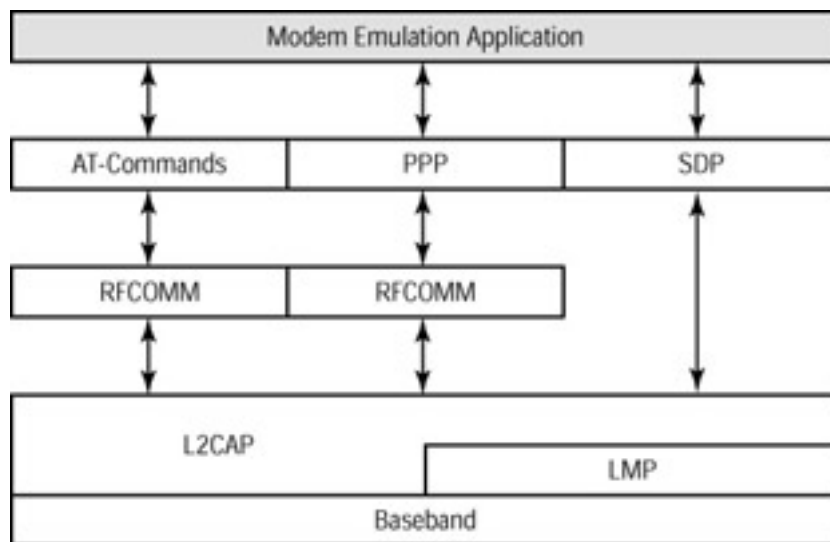 Modem Emulation Application
AT-Commands
PPP
SDP
RFCOMM
RFCOMM
L2CAP
LMP
Baseband